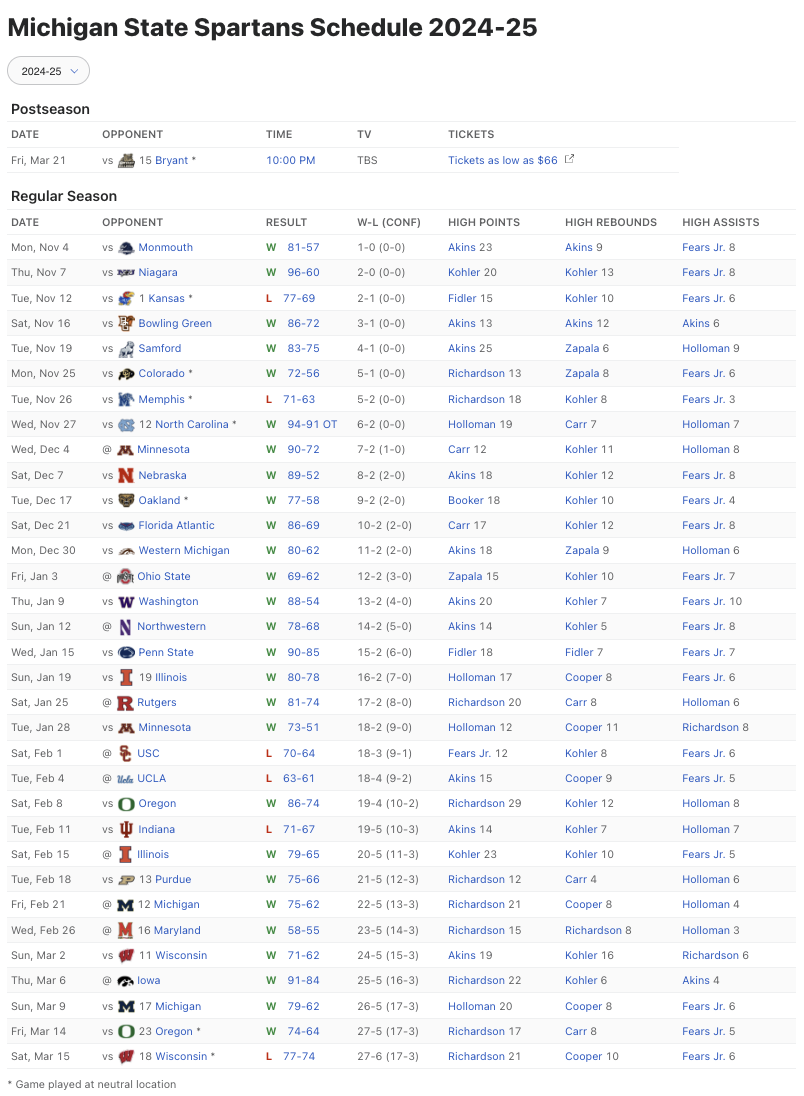 Michigan State Spartans Schedule 2024-25
2024-25
Postseason
DATE OPPONENT TIME TV TICKETS
Fri, Mar 21 vs 15 Bryant * 10:00 PM TBS Tickets as low as $66
Regular Season
DATE OPPONENT RESULT W-L (CONF) HIGH POINTS HIGH REBOUNDS HIGH ASSISTS
Mon, Nov 4 vs Monmouth W 81-57 1-0 (0-0) Akins 23 Akins 9 Fears Jr. 8
Thu, Nov 7 vs Niagara W 96-60 2-0 (0-0) Kohler 20 Kohler 13 Fears Jr. 8
Tue, Nov 12 vs 1 Kansas * L 77-69 2-1 (0-0) Fidler 15 Kohler 10 Fears Jr. 6
Sat, Nov 16 vs Bowling Green W 86-72 3-1 (0-0) Akins 13 Akins 12 Akins 6
Tue, Nov 19 vs Samford W 83-75 4-1 (0-0) Akins 25 Zapala 6 Holloman 9
Mon, Nov 25 vs Colorado * W 72-56 5-1 (0-0) Richardson 13 Zapala 8 Fears Jr. 6
Tue, Nov 26 vs Memphis * L 71-63 5-2 (0-0) Richardson 18 Kohler 8 Fears Jr. 3
Wed, Nov 27 vs 12 North Carolina * W 94-91 OT 6-2 (0-0) Holloman 19 Carr 7 Holloman 7
Wed, Dec 4 @ Minnesota W 90-72 7-2 (1-0) Carr 12 Kohler 11 Holloman 8
Sat, Dec 7 vs Nebraska W 89-52 8-2 (2-0) Akins 18 Kohler 12 Fears Jr. 8
Tue, Dec 17 vs Oakland * W 77-58 9-2 (2-0) Booker 18 Kohler 10 Fears Jr. 4
Sat, Dec 21 vs Florida Atlantic W 86-69 10-2 (2-0) Carr 17 Kohler 12 Fears Jr. 8
Mon, Dec 30 vs Western Michigan W 80-62 11-2 (2-0) Akins 18 Zapala 9 Holloman 6
Fri, Jan 3 @ Ohio State W 69-62 12-2 (3-0) Zapala 15 Kohler 10 Fears Jr. 7
Thu, Jan 9 vs Washington W 88-54 13-2 (4-0) Akins 20 Kohler 7 Fears Jr. 10
Sun, Jan 12 @ Northwestern W 78-68 14-2 (5-0) Akins 14 Kohler 5 Fears Jr. 8
Wed, Jan 15 vs Penn State W 90-85 15-2 (6-0) Fidler 18 Fidler 7 Fears Jr. 7
Sun, Jan 19 vs 19 Illinois W 80-78 16-2 (7-0) Holloman 17 Cooper 8 Fears Jr. 6
Sat, Jan 25 @ Rutgers W 81-74 17-2 (8-0) Richardson 20 Carr 8 Holloman 6
Tue, Jan 28 vs Minnesota W 73-51 18-2 (9-0) Holloman 12 Cooper 11 Richardson 8
Sat, Feb 1 @ USC L 70-64 18-3 (9-1) Fears Jr. 12 Kohler 8 Fears Jr. 6
Tue, Feb 4 @ UCLA L 63-61 18-4 (9-2) Akins 15 Cooper 9 Fears Jr. 5
Sat, Feb 8 vs Oregon W 86-74 19-4 (10-2) Richardson 29 Kohler 12 Holloman 8
Tue, Feb 11 vs Indiana L 71-67 19-5 (10-3) Akins 14 Kohler 7 Holloman 7
Sat, Feb 15 @ Illinois W 79-65 20-5 (11-3) Kohler 23 Kohler 10 Fears Jr. 5
Tue, Feb 18 vs 13 Purdue W 75-66 21-5 (12-3) Richardson 12 Carr 4 Holloman 6
Fri, Feb 21 @ 12 Michigan W 75-62 22-5 (13-3) Richardson 21 Cooper 8 Holloman 4
Wed, Feb 26 @ 16 Maryland W 58-55 23-5 (14-3) Richardson 15 Richardson 8 Holloman 3
Sun, Mar 2 vs 11 Wisconsin W 71-62 24-5 (15-3) Akins 19 Kohler 16 Richardson 6
Thu, Mar 6 @ Iowa W 91-84 25-5 (16-3) Richardson 22 Kohler 6 Akins 4
Sun, Mar 9 vs 17 Michigan W 79-62 26-5 (17-3) Holloman 20 Cooper 8 Fears Jr. 6
Fri, Mar 14 vs 23 Oregon * W 74-64 27-5 (17-3) Richardson 17 Carr 8 Fears Jr. 5
Sat, Mar 15 vs 18 Wisconsin * L 77-74 27-6 (17-3) Richardson 21 Cooper 10 Fears Jr. 6
* Game played at neutral location